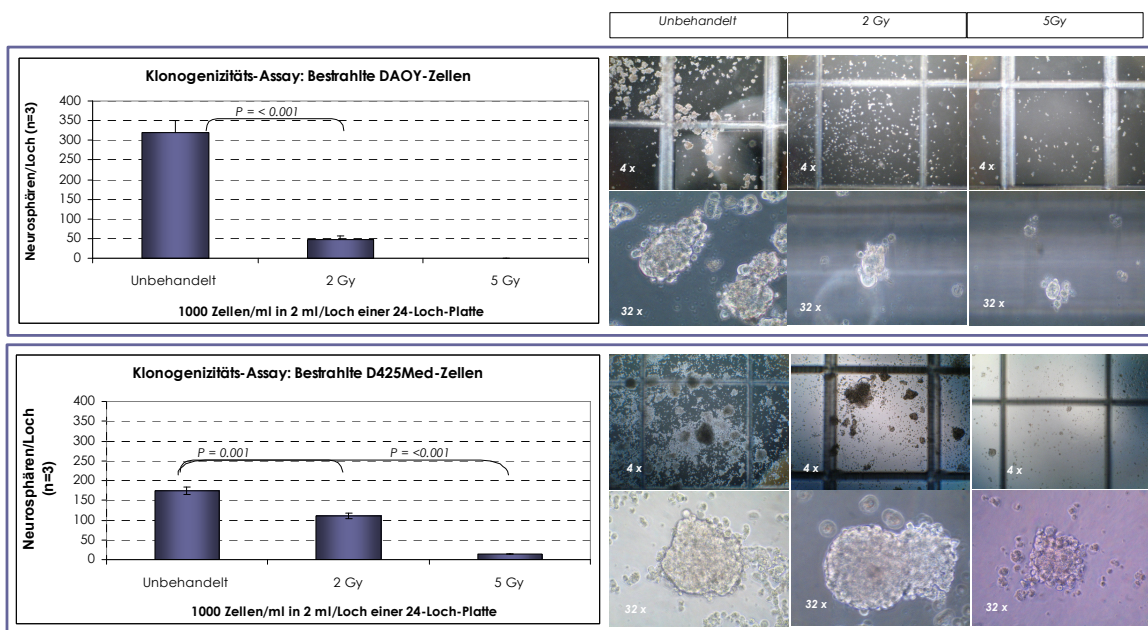 Unbehandelt 2 Gy 5Gy
Klonogenizitäts-Assay: Bestrahlte DAOY-Zellen
Neurosphären/Loch (n=3)
400
350
300
250
200
150
100
50
0
P = < 0.001
Unbehandelt 2 Gy 5 Gy
1000 Zellen/ml in 2 ml/Loch einer 24-Loch-Platte
4 x 4 x 4 x
32 x 32 x 32 x
Klonogenizitäts-Assay: Bestrahlte D425Med-Zellen
Neurosphären/Loch
(n=3)
400
350
300
250
200
150
100
50
0
P = 0.001 P = <0.001
Unbehandelt 2 Gy 5 Gy
1000 Zellen/ml in 2 ml/Loch einer 24-Loch-Platte
4 x 4 x 4 x
32 x 32 x 32 x